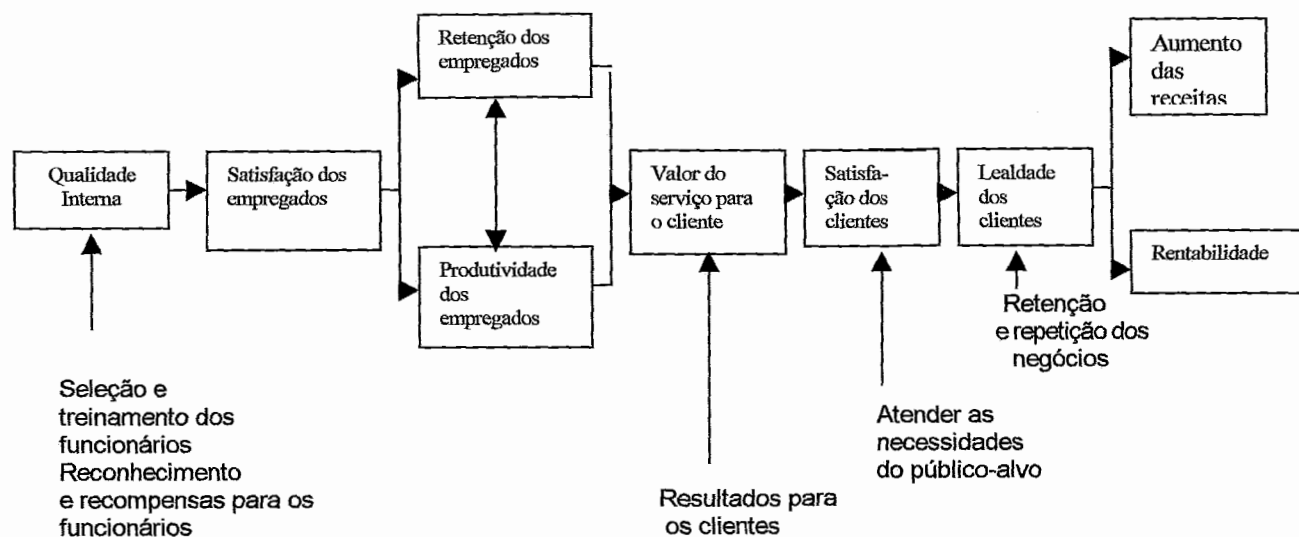 Qualidade
Interna
Satisfação dos
empregados
Retenção dos
empregados
Produtividade
dos
empregados
Valor do
serviço para
o cliente
Satisfa-
ção dos
clientes
Lealdade
dos
clientes
Aumento
das
receitas
Rentabilidade
Seleção e
treinamento dos
funcionários
Reconhecimento
e recompensas para os
funcionários
Resultados para
os clientes
Atender as
necessidades
do público-alvo
Retenção
e repetição dos
negócios